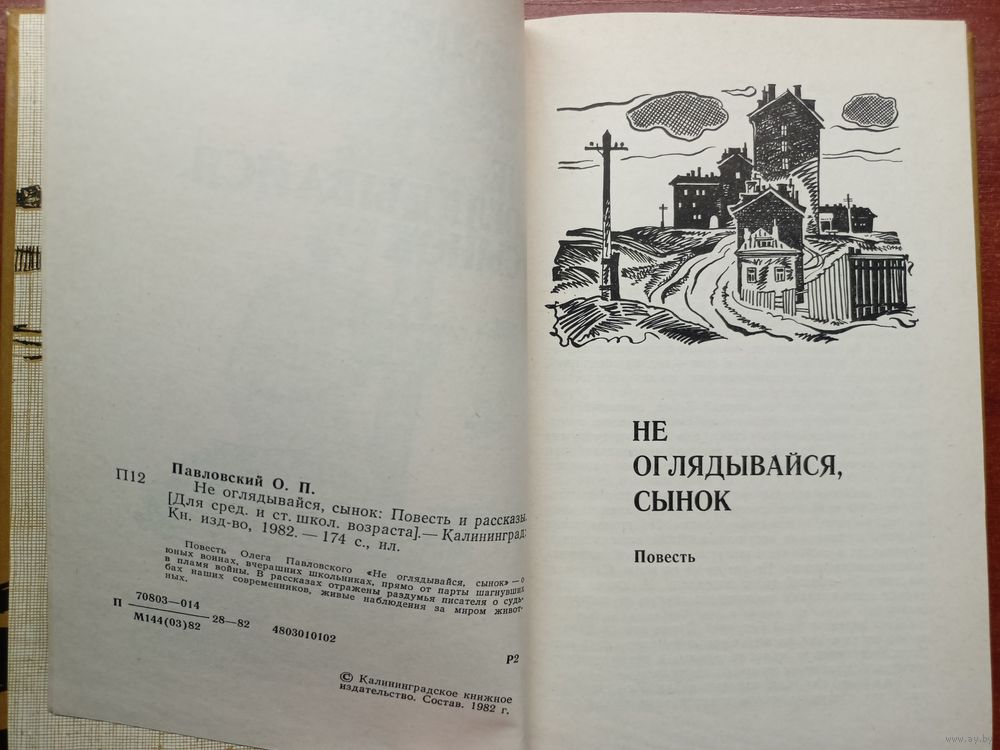 П12
Павловский О. П.
Не оглядывайся, сынок: Повесть и рассказы.
[Для сред. и ст. школ. возраста].— Калининград:
Кн. изд-во, 1982. — 174 с., ил.
Повесть Олега Павловского «Не оглядывайся, сынок» — о
юных воинах, вчерашних школьниках, прямо от парты шагнувших
в пламя войны. В рассказах отражены раздумья писателя о судь-
бах наших современников, живые наблюдения за миром живот-
ных.
П 70803—014
М144(03)82
28—82 4803010102
Р2
© Калининградское книжное
издательство. Состав. 1982 г.
НЕ
ОГЛЯДЫВАЙСЯ,
СЫНОК
Повесть
www.ay.by